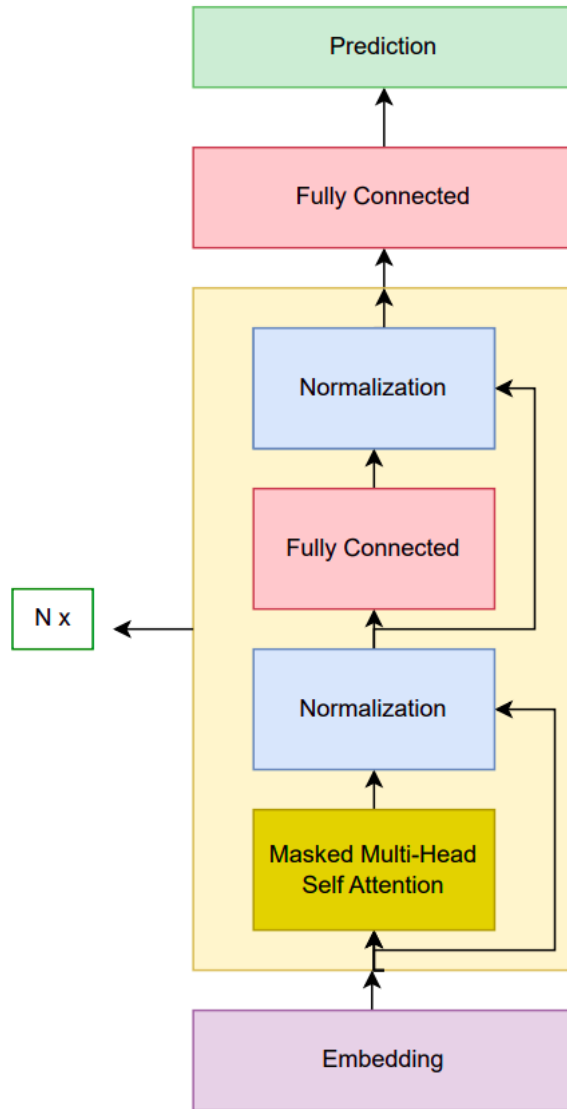 Prediction
Fully Connected
Normalization
Fully Connected
N x
Normalization
Masked Multi-Head
Self Attention
Embedding